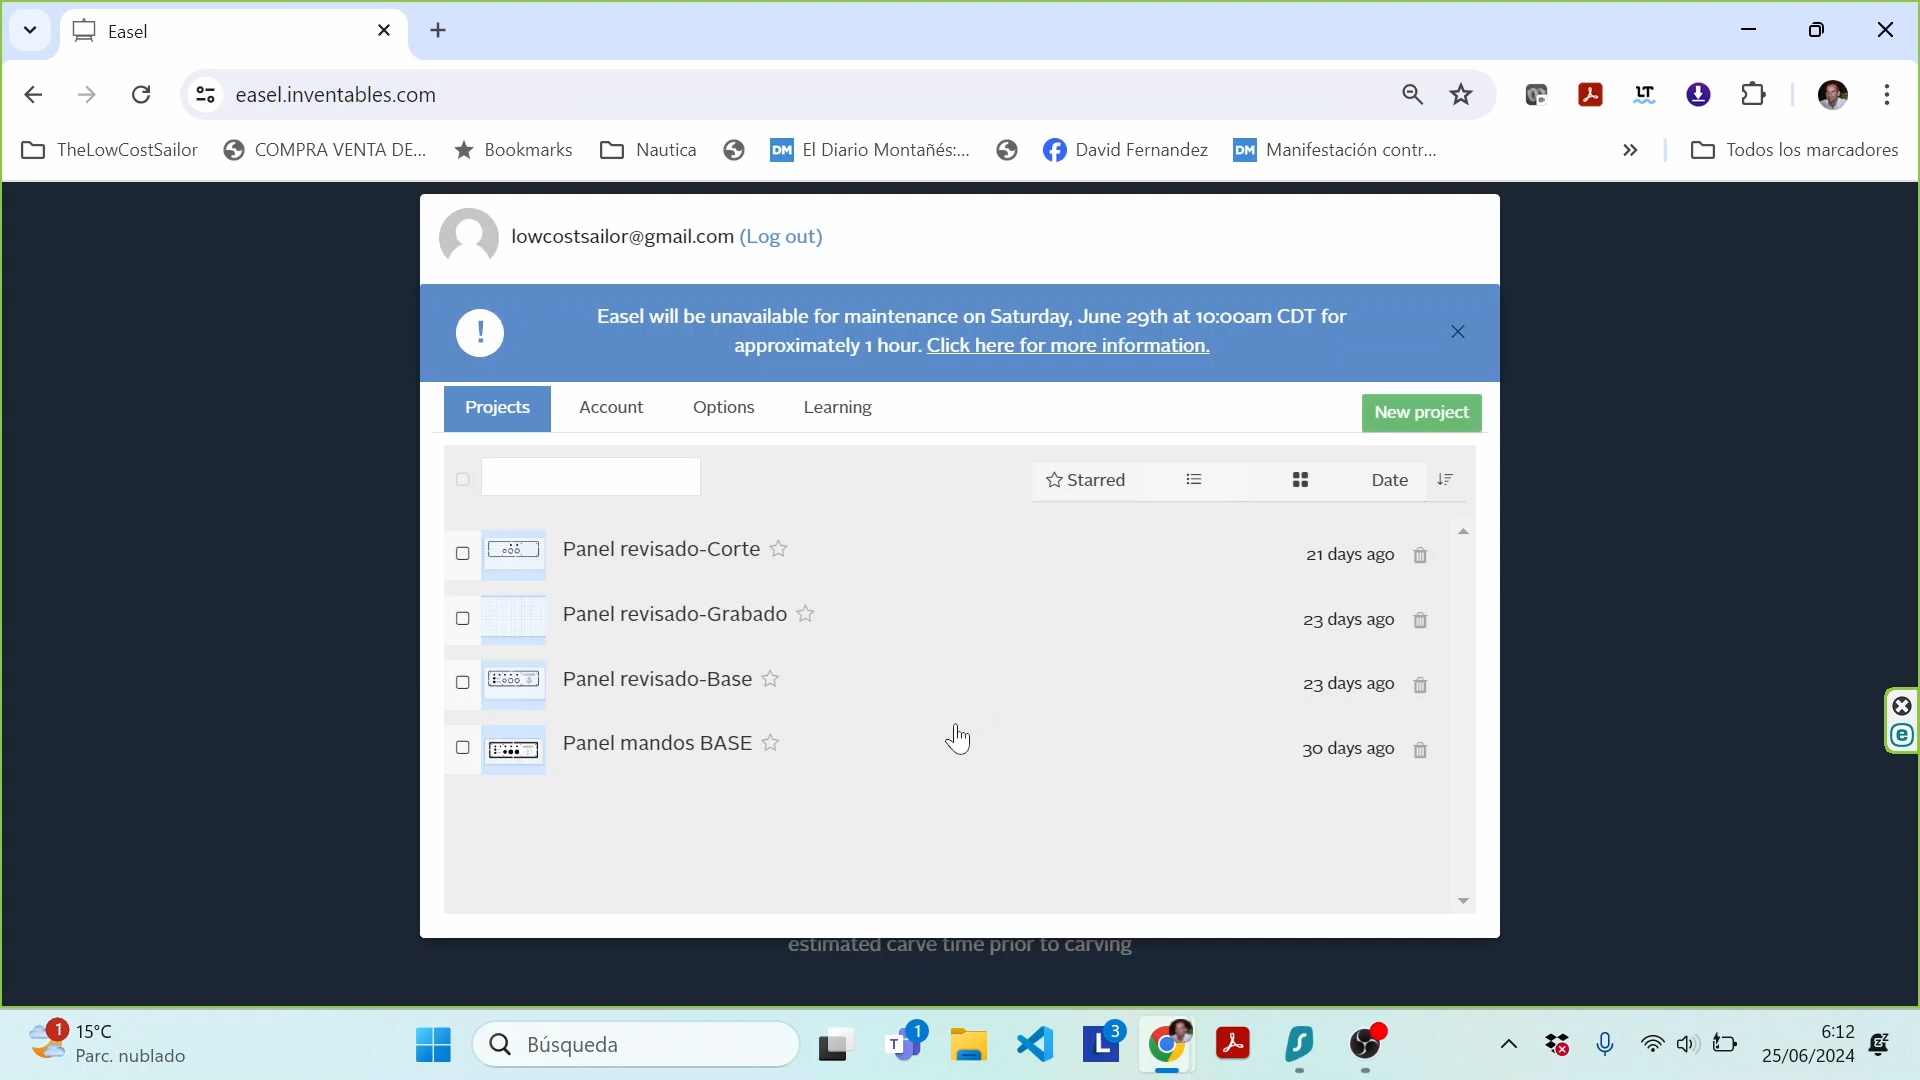 Easel
easel.inventables.com
TheLowCostSailor
COMPRA VENTA DE...
Bookmarks
Nautica
DM
El Diario Montañés:...
David Fernandez
DM
Manifestación contr...
Todos los marcadores
lowcostsailor@gmail.com (Log out)
Easel will be unavailable for maintenance on Saturday, June 29th at 10:00am CDT for
approximately 1 hour. Click here for more information.
Projects
Account
Options
Learning
New project
Starred
Date
Panel revisado-Corte
21 days ago
Panel revisado-Grabado
23 days ago
Panel revisado-Base
23 days ago
Panel mandos BASE
30 days ago
estimated carve time prior to carving
1
15°C
Parc. nublado
Búsqueda
1
3
6:12
25/06/2024